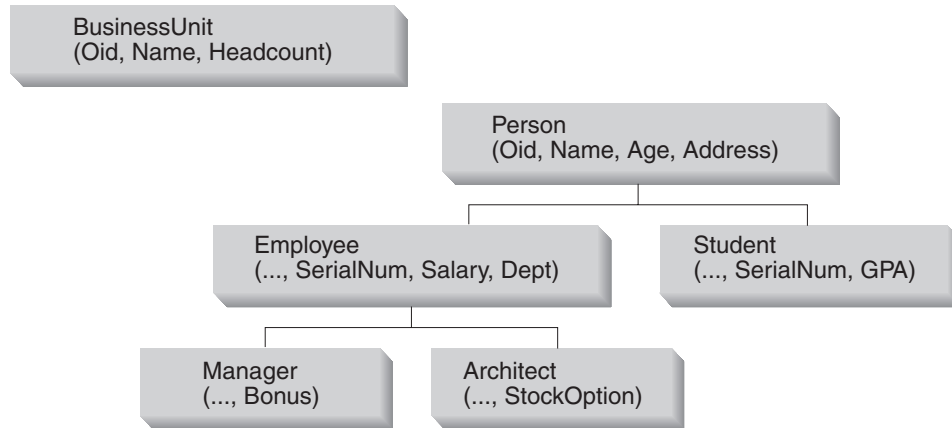 BusinessUnit
(Oid, Name, Headcount)
Person
(Oid, Name, Age, Address)
Employee
(..., SerialNum, Salary, Dept)
Student
(..., SerialNum, GPA)
Manager
(..., Bonus)
Architect
(..., StockOption)